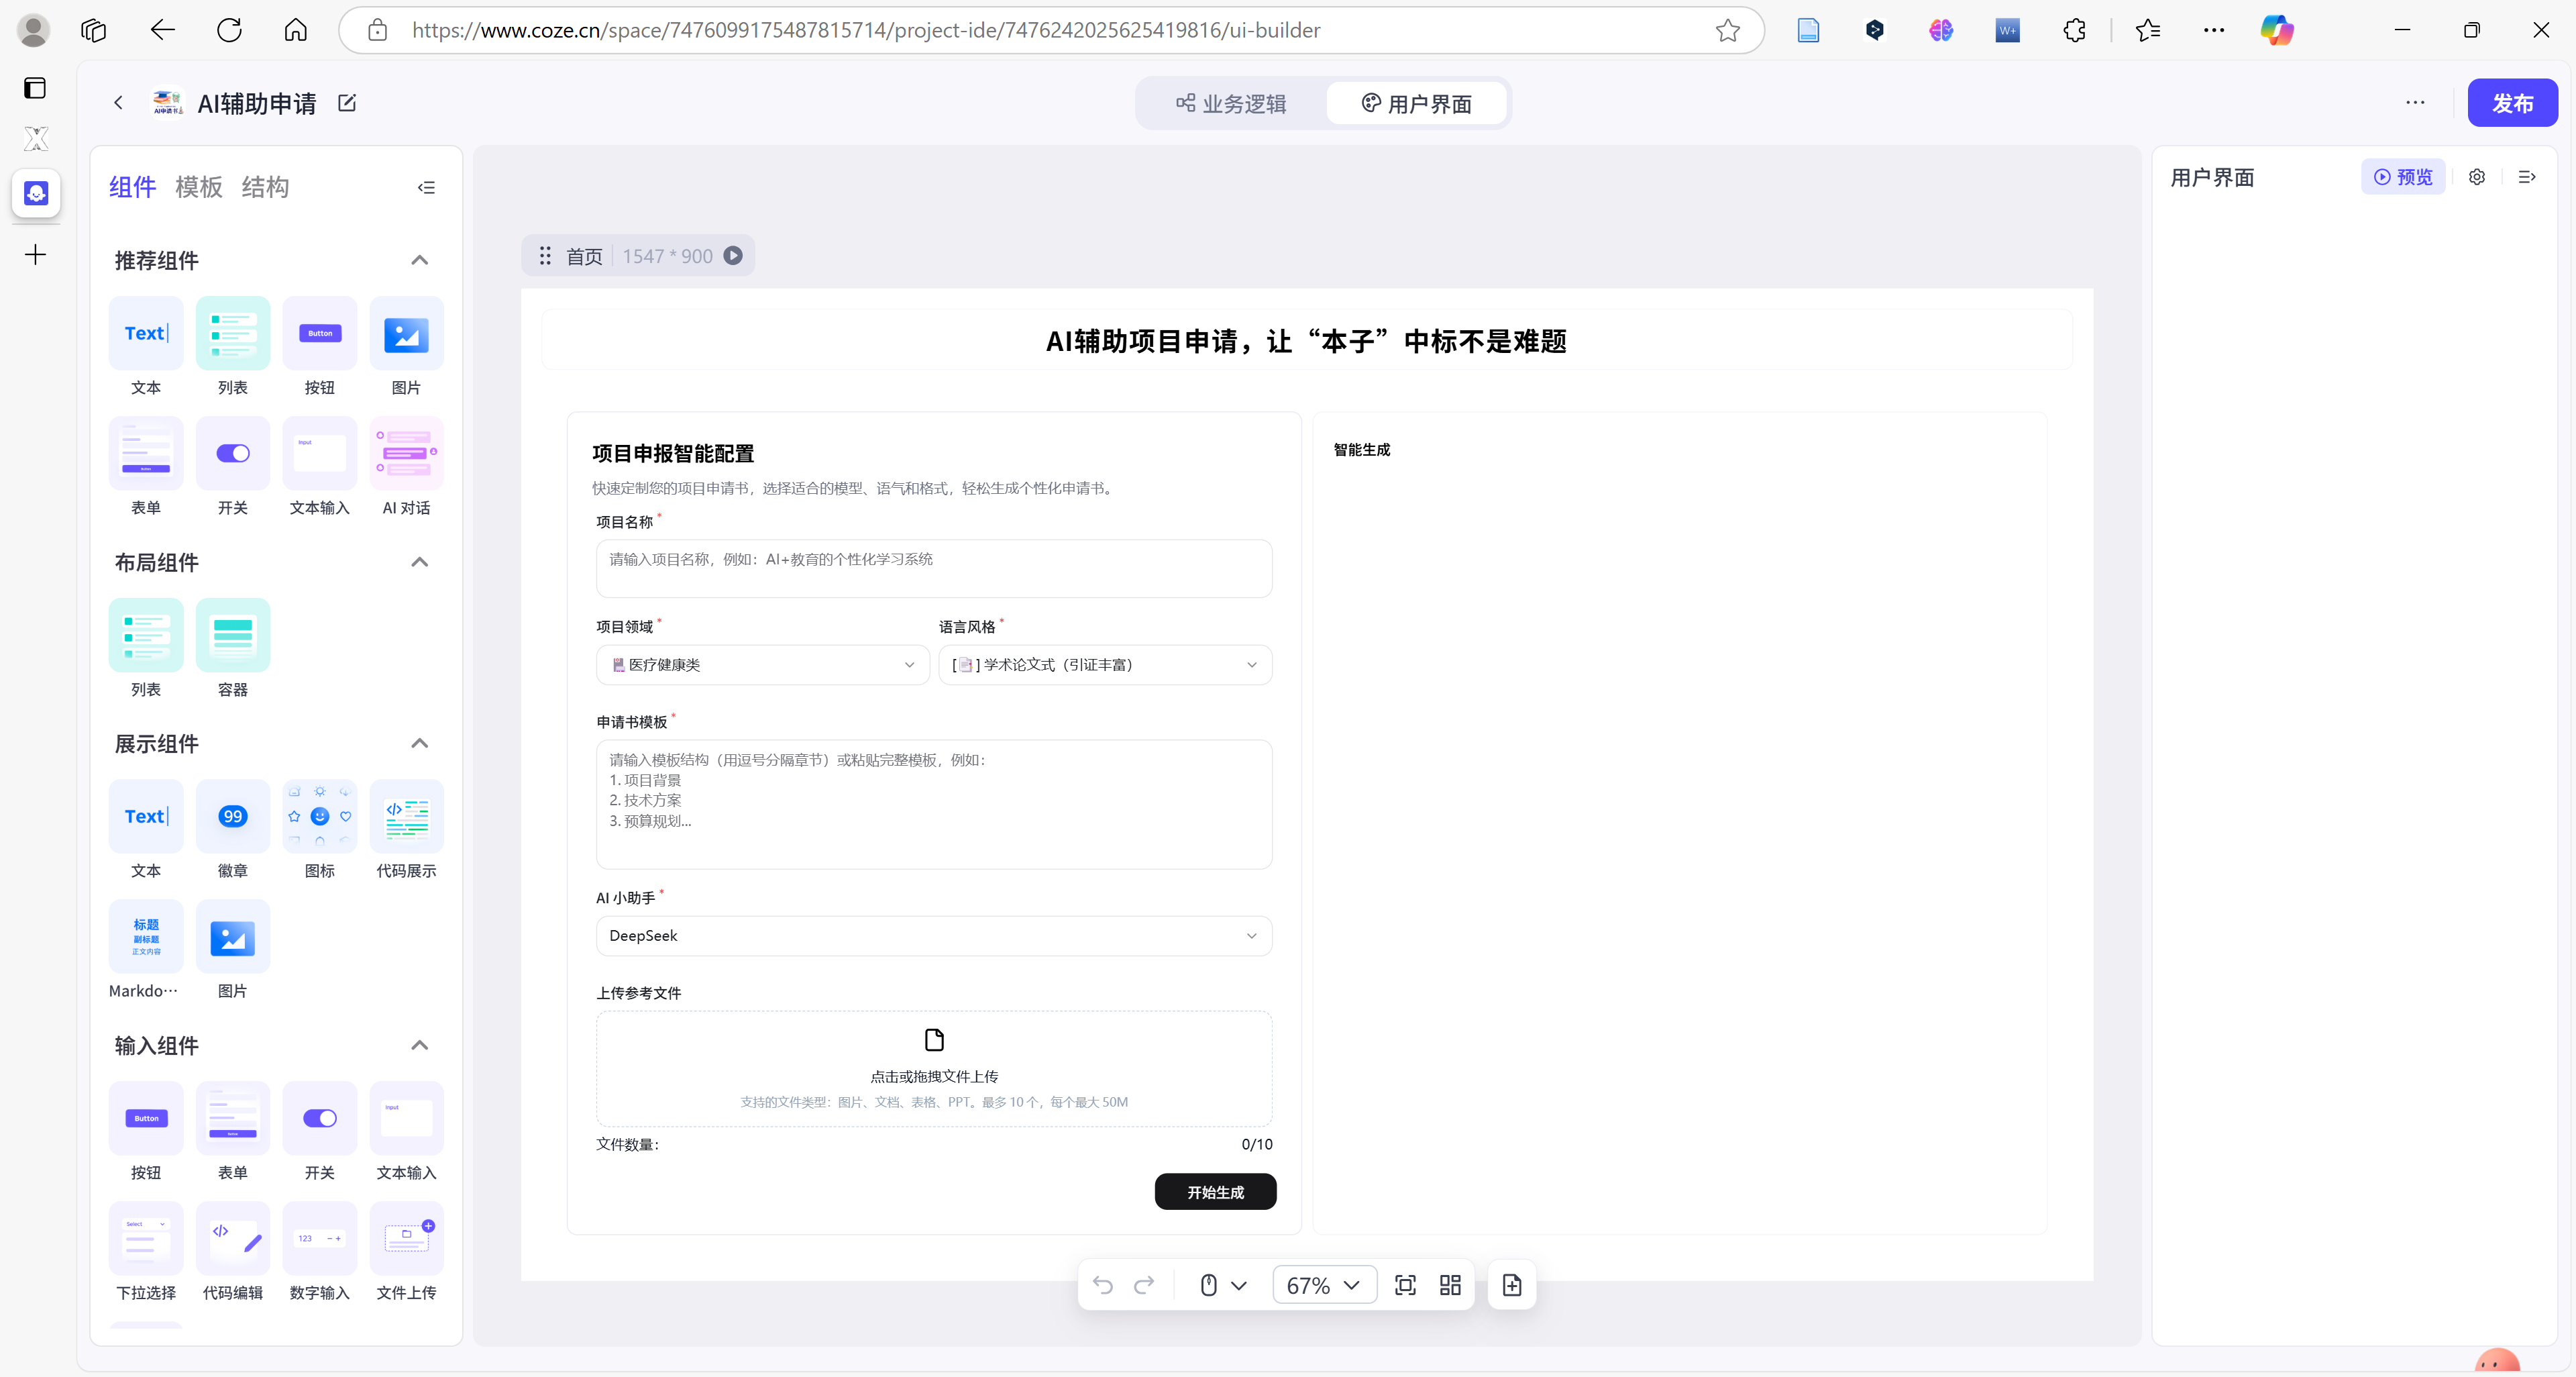 https://www.coze.cn/space/7476099175487815714/project-ide/7476242025625419816/ui-builder
W+
AI辅助申请
业务逻辑
用户界面
发布
组件 模板 结构
推荐组件
Text
Button
文本 列表 按钮 图片
Input
表单 开关 文本输入 AI 对话
布局组件
列表 容器
展示组件
Text
99
文本 徽章 图标 代码展示
标题
副标题
正文内容
Markdo···
图片
输入组件
Button
Input
按钮 表单 开关 文本输入
Select
123 − +
下拉选择 代码编辑 数字输入 文件上传
首页 1547 * 900
AI辅助项目申请，让“本子”中标不是难题
项目申报智能配置
快速定制您的项目申请书，选择适合的模型、语气和格式，轻松生成个性化申请书。
项目名称 *
请输入项目名称，例如：AI+教育的个性化学习系统
项目领域 * 语言风格 *
医疗健康类
[📑] 学术论文式（引证丰富）
申请书模板 *
请输入模板结构（用逗号分隔章节）或粘贴完整模板，例如：
1. 项目背景
2. 技术方案
3. 预算规划...
AI 小助手 *
DeepSeek
上传参考文件
点击或拖拽文件上传
支持的文件类型：图片、文档、表格、PPT。最多 10 个，每个最大 50M
文件数量： 0/10
开始生成
智能生成
67%
用户界面
预览